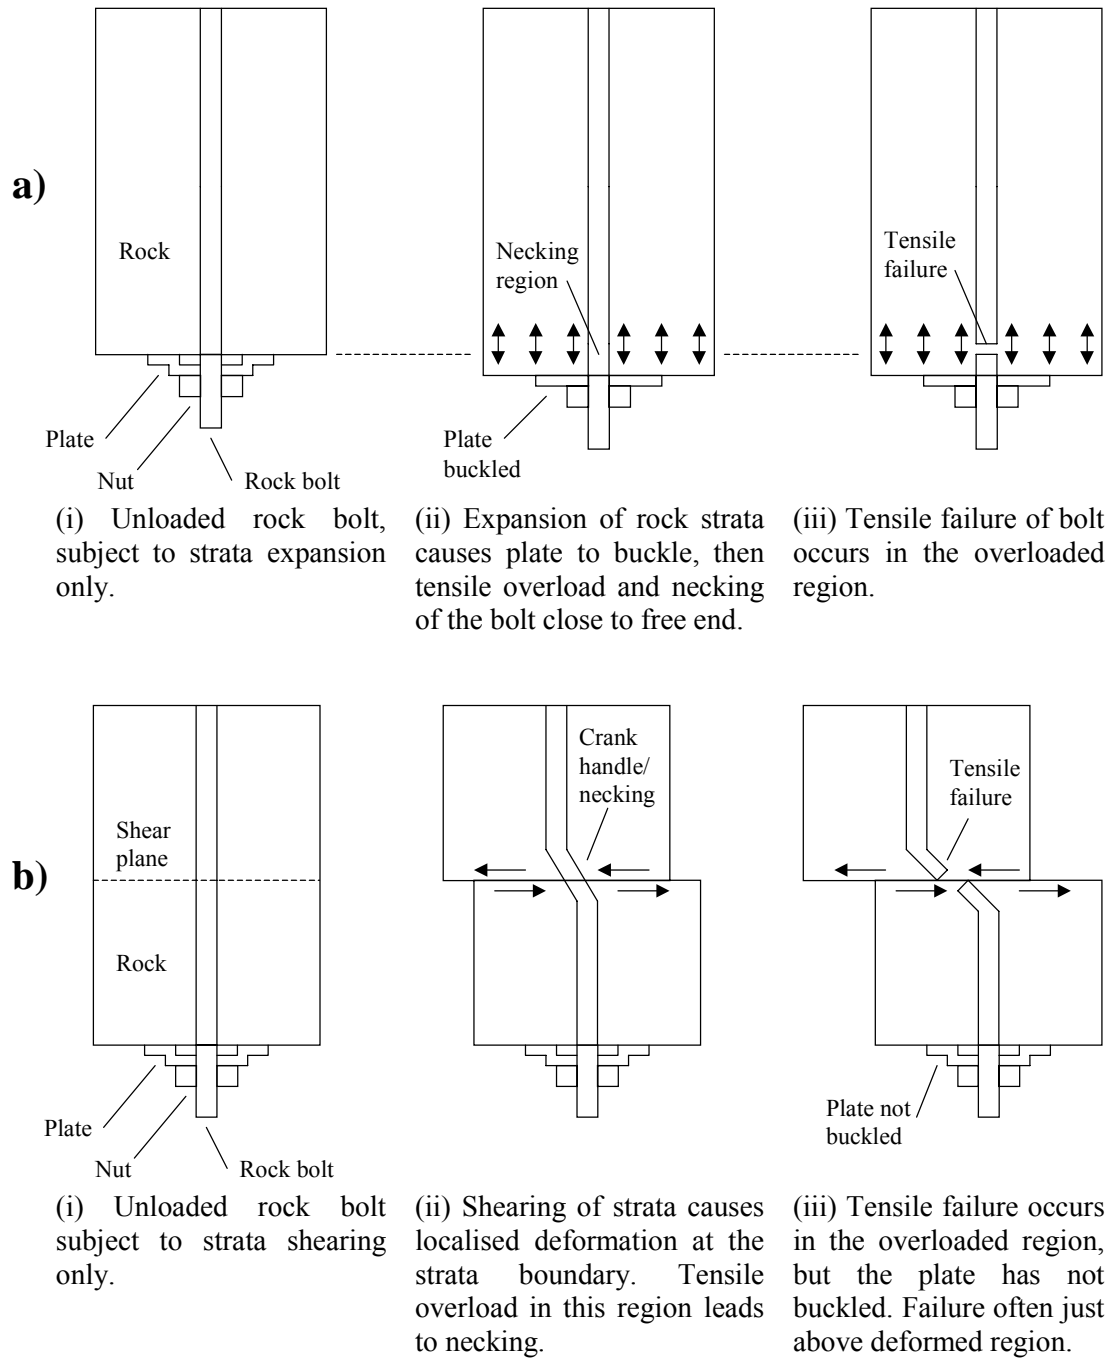 a)
Rock
Plate
Nut
Rock bolt
Necking
region
Plate
buckled
Tensile
failure
(i) Unloaded rock bolt,
subject to strata expansion
only.
(ii) Expansion of rock strata
causes plate to buckle, then
tensile overload and necking
of the bolt close to free end.
(iii) Tensile failure of bolt
occurs in the overloaded
region.
b)
Shear
plane
Rock
Plate
Nut
Rock bolt
Crank
handle/
necking
Tensile
failure
Plate not
buckled
(i) Unloaded rock bolt
subject to strata shearing
only.
(ii) Shearing of strata causes
localised deformation at the
strata boundary. Tensile
overload in this region leads
to necking.
(iii) Tensile failure occurs
in the overloaded region,
but the plate has not
buckled. Failure often just
above deformed region.